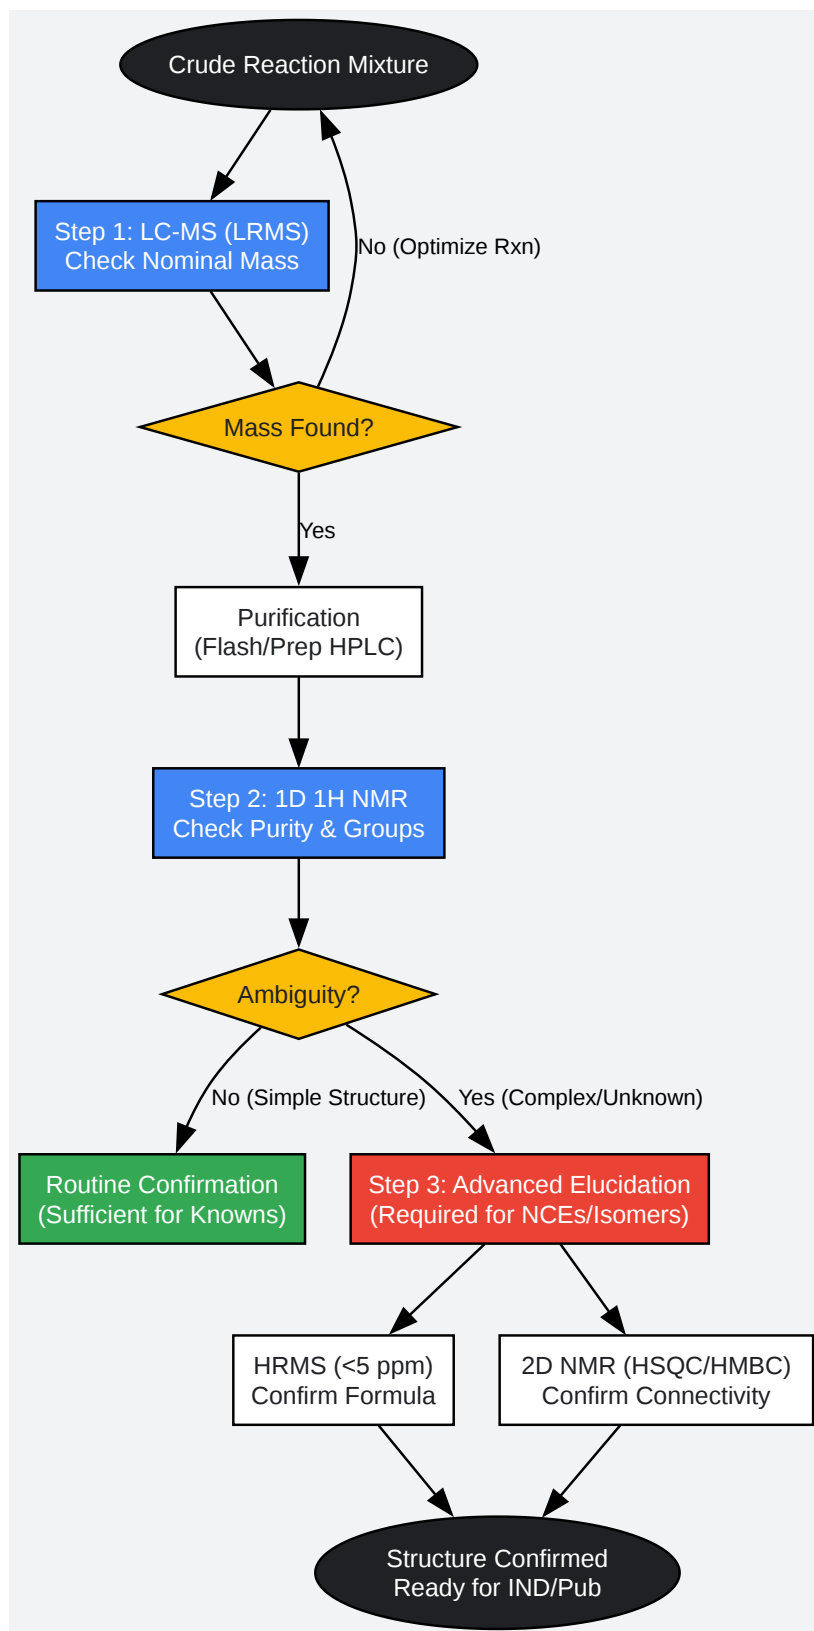 Crude Reaction Mixture
Step 1: LC-MS (LRMS)
Check Nominal Mass
No (Optimize Rxn)
Mass Found?
Yes
Purification
(Flash/Prep HPLC)
Step 2: 1D 1H NMR
Check Purity & Groups
Ambiguity?
No (Simple Structure)
Yes (Complex/Unknown)
Routine Confirmation
(Sufficient for Knowns)
Step 3: Advanced Elucidation
(Required for NCEs/Isomers)
HRMS (<5 ppm)
Confirm Formula
2D NMR (HSQC/HMBC)
Confirm Connectivity
Structure Confirmed
Ready for IND/Pub